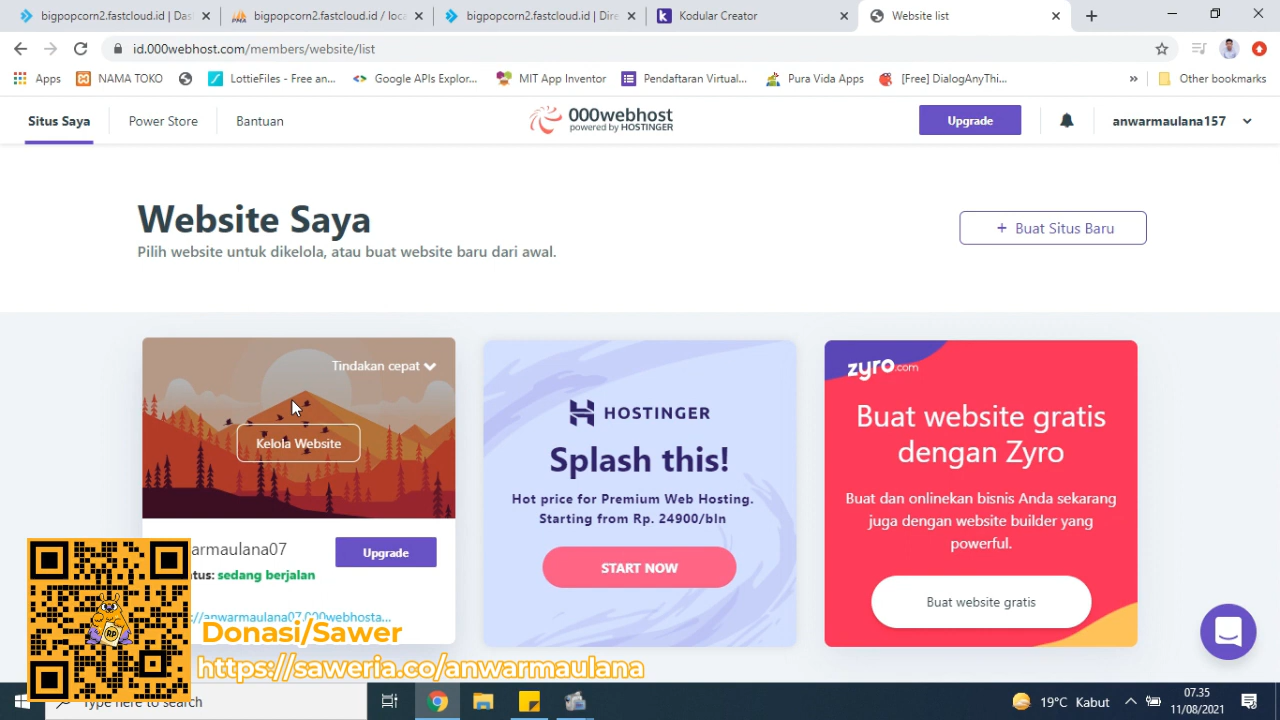 bigpopcorn2.fastcloud.id | Das
bigpopcorn2.fastcloud.id / loca
bigpopcorn2.fastcloud.id | Dire
Kodular Creator
Website list
id.000webhost.com/members/website/list
Apps
NAMA TOKO
LottieFiles - Free an...
Google APIs Explor...
MIT App Inventor
Pendaftaran Virtual...
Pura Vida Apps
[Free] DialogAnyThi...
»
Other bookmarks
Situs Saya
Power Store
Bantuan
000webhost
powered by HOSTINGER
Upgrade
anwarmaulana157
Website Saya
Pilih website untuk dikelola, atau buat website baru dari awal.
+ Buat Situs Baru
Tindakan cepat
Kelola Website
armaulana07
Upgrade
tus: sedang berjalan
://anwarmaulana07.000webhosta...
HOSTINGER
Splash this!
Hot price for Premium Web Hosting.
Starting from Rp. 24900/bln
START NOW
zyro.com
Buat website gratis
dengan Zyro
Buat dan onlinekan bisnis Anda sekarang
juga dengan website builder yang
powerful.
Buat website gratis
RP
Donasi/Sawer
https://saweria.co/anwarmaulana
Type here to search
19°C Kabut
07.35
11/08/2021